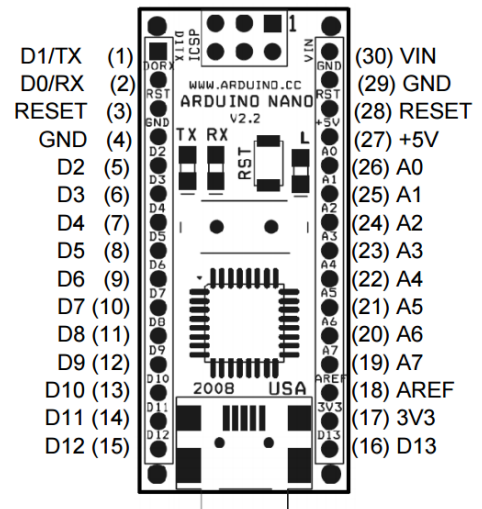 D1/TX (1)
D0/RX (2)
RESET (3)
GND (4)
D2 (5)
D3 (6)
D4 (7)
D5 (8)
D6 (9)
D7 (10)
D8 (11)
D9 (12)
D10 (13)
D11 (14)
D12 (15)
D1TX
ICSP
1
VIN
D0RX
RST
GND
D2
D3
D4
D5
D6
D7
D8
D9
D10
D11
D12
WWW.ARDUINO.CC
ARDUINO NANO
V2.2
TX RX
RST
L
2008 USA
GND
RST
+5V
A0
A1
A2
A3
A4
A5
A6
A7
AREF
3V3
D13
(30) VIN
(29) GND
(28) RESET
(27) +5V
(26) A0
(25) A1
(24) A2
(23) A3
(22) A4
(21) A5
(20) A6
(19) A7
(18) AREF
(17) 3V3
(16) D13